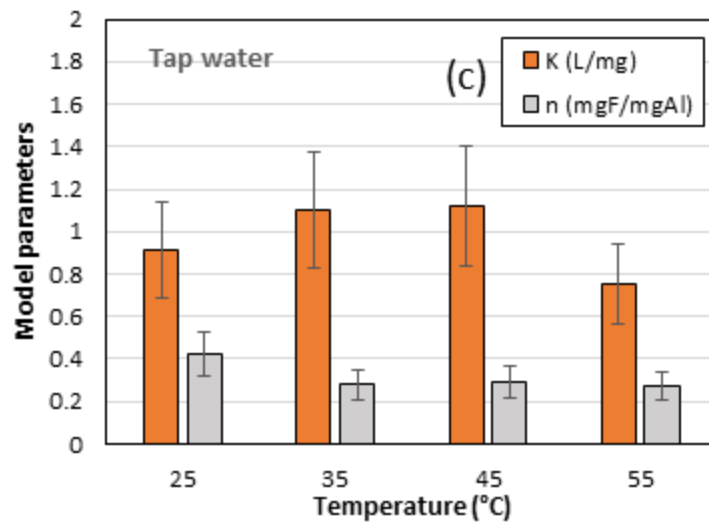 2
1.8
1.6
1.4
1.2
1
0.8
0.6
0.4
0.2
0
Model parameters
Tap water
(c)
K (L/mg)
n (mgF/mgAl)
25 35 45 55
Temperature (°C)